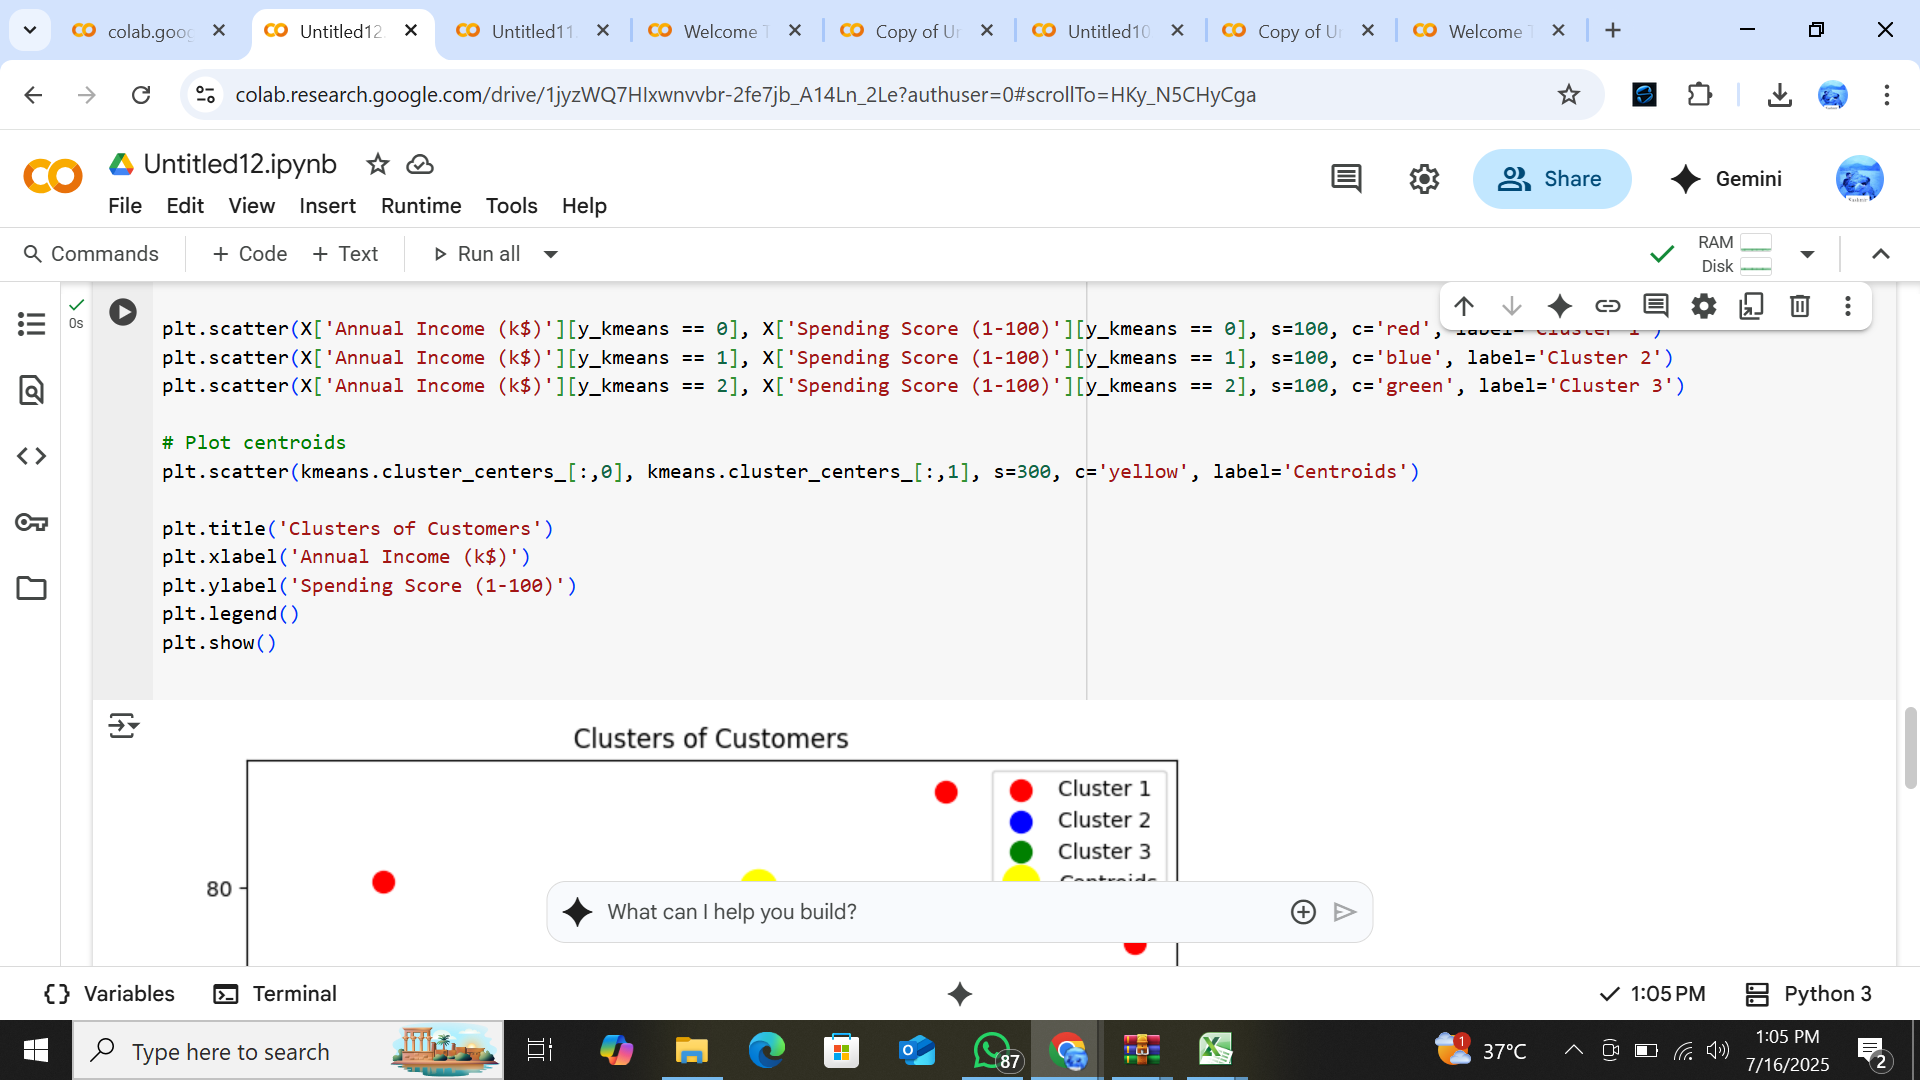 colab.goog
Untitled12.
Untitled11.
Welcome T
Copy of Un
Untitled10
Copy of Un
Welcome T
colab.research.google.com/drive/1jyzWQ7HIxwnvvbr-2fe7jb_A14Ln_2Le?authuser=0#scrollTo=HKy_N5CHyCga
Untitled12.ipynb
Share
Gemini
File Edit View Insert Runtime Tools Help
Commands + Code + Text Run all
RAM
Disk
0s
plt.scatter(X['Annual Income (k$)'][y_kmeans == 0], X['Spending Score (1-100)'][y_kmeans == 0], s=100, c='red', label='Cluster 1')
plt.scatter(X['Annual Income (k$)'][y_kmeans == 1], X['Spending Score (1-100)'][y_kmeans == 1], s=100, c='blue', label='Cluster 2')
plt.scatter(X['Annual Income (k$)'][y_kmeans == 2], X['Spending Score (1-100)'][y_kmeans == 2], s=100, c='green', label='Cluster 3')
# Plot centroids
plt.scatter(kmeans.cluster_centers_[:,0], kmeans.cluster_centers_[:,1], s=300, c='yellow', label='Centroids')
plt.title('Clusters of Customers')
plt.xlabel('Annual Income (k$)')
plt.ylabel('Spending Score (1-100)')
plt.legend()
plt.show()
Clusters of Customers
Cluster 1
Cluster 2
Cluster 3
Centroids
80
What can I help you build?
Variables Terminal
1:05 PM
Python 3
Type here to search
87
1
37°C
1:05 PM
7/16/2025
2